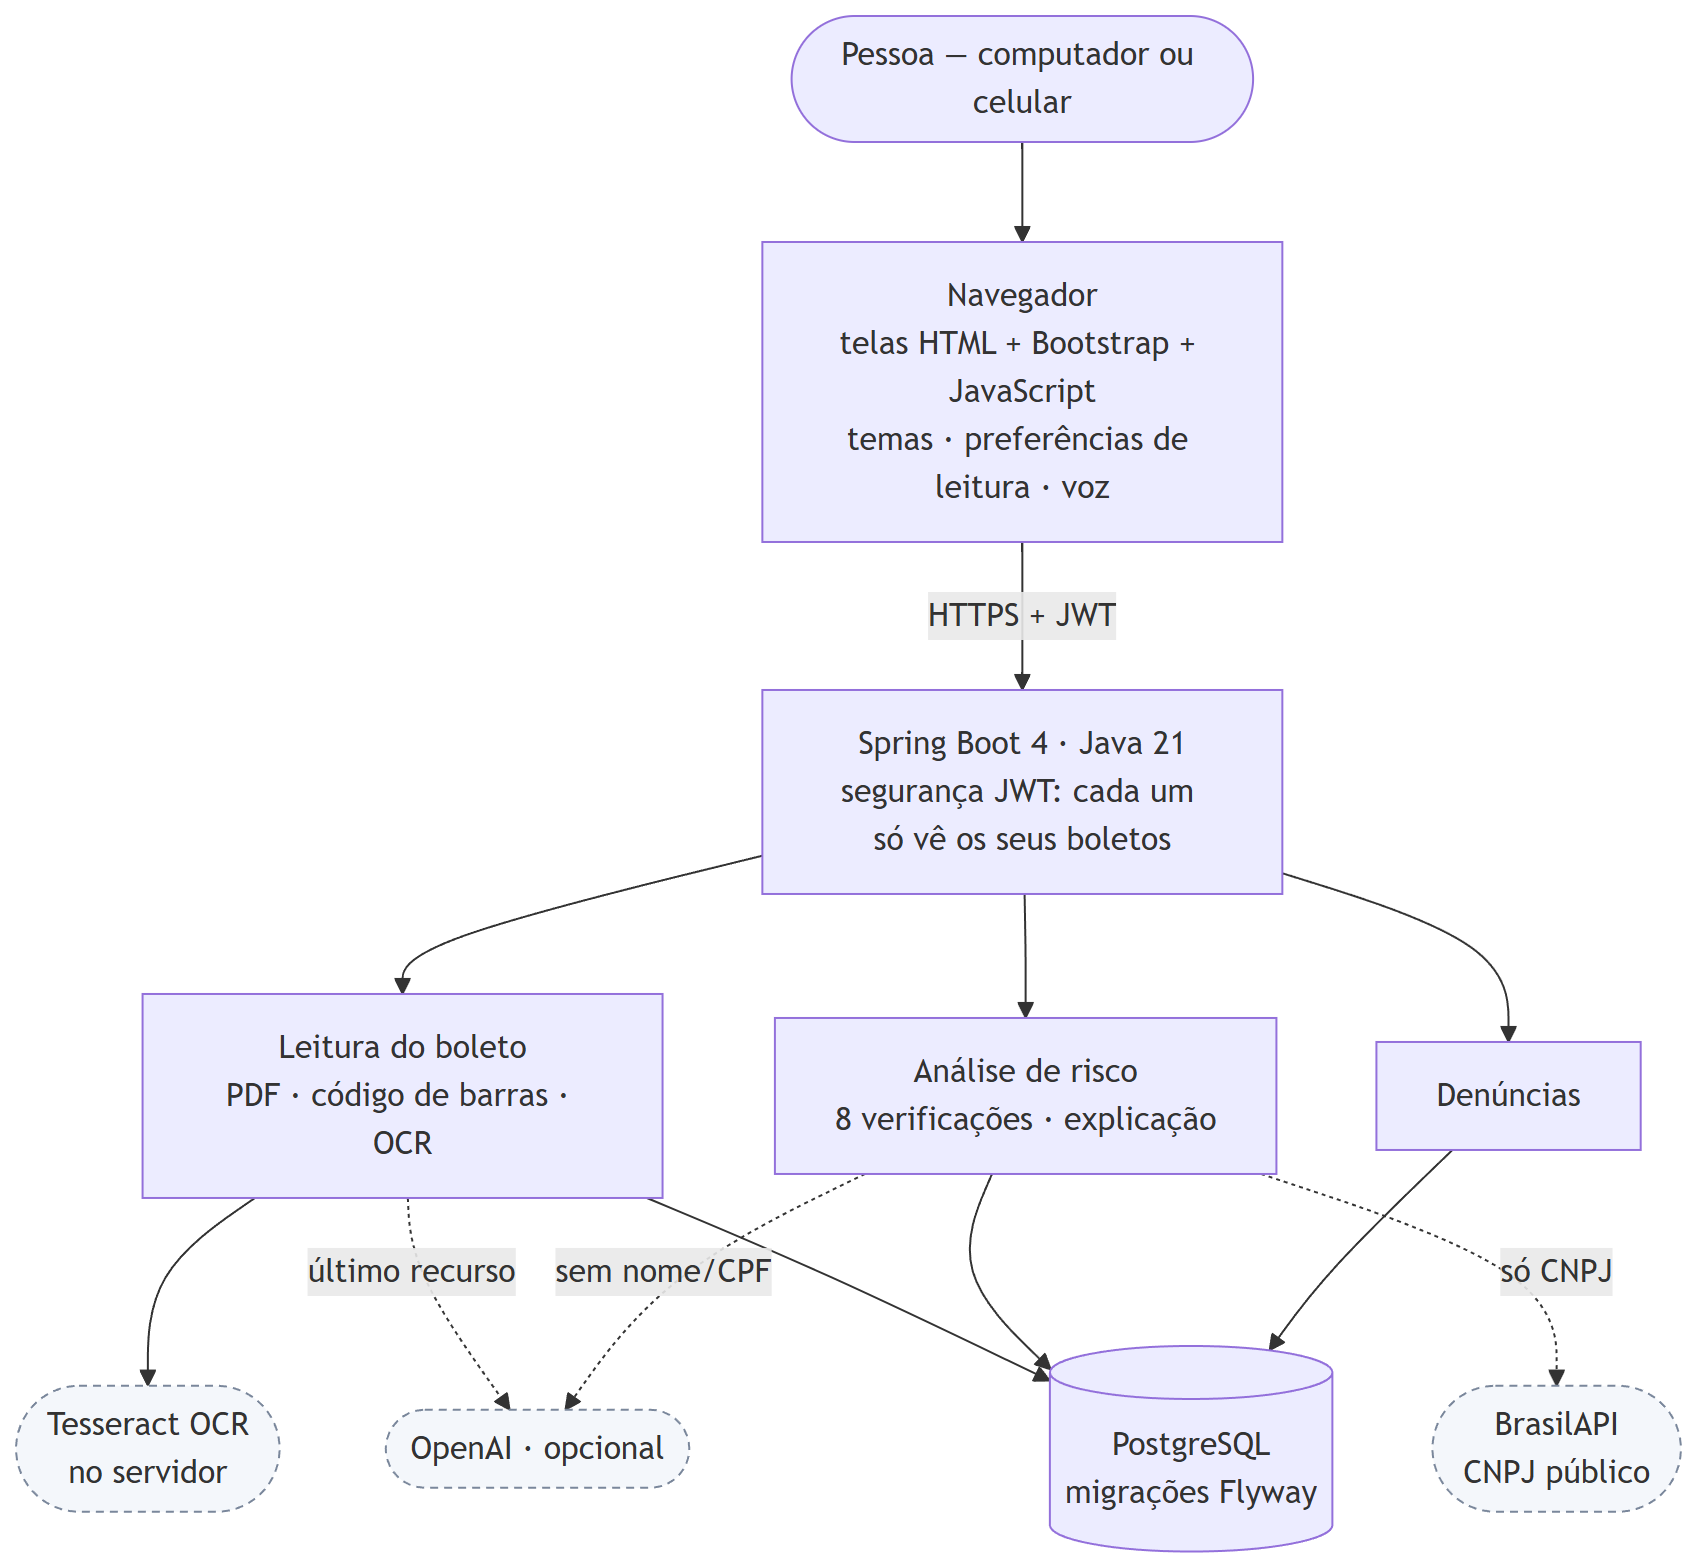 Pessoa — computador ou
celular
Navegador
telas HTML + Bootstrap +
JavaScript
temas · preferências de
leitura · voz
HTTPS + JWT
Spring Boot 4 · Java 21
segurança JWT: cada um
só vê os seus boletos
Leitura do boleto
PDF · código de barras ·
OCR
Análise de risco
8 verificações · explicação
Denúncias
último recurso
sem nome/CPF
só CNPJ
Tesseract OCR
no servidor
OpenAI · opcional
PostgreSQL
migrações Flyway
BrasilAPI
CNPJ público